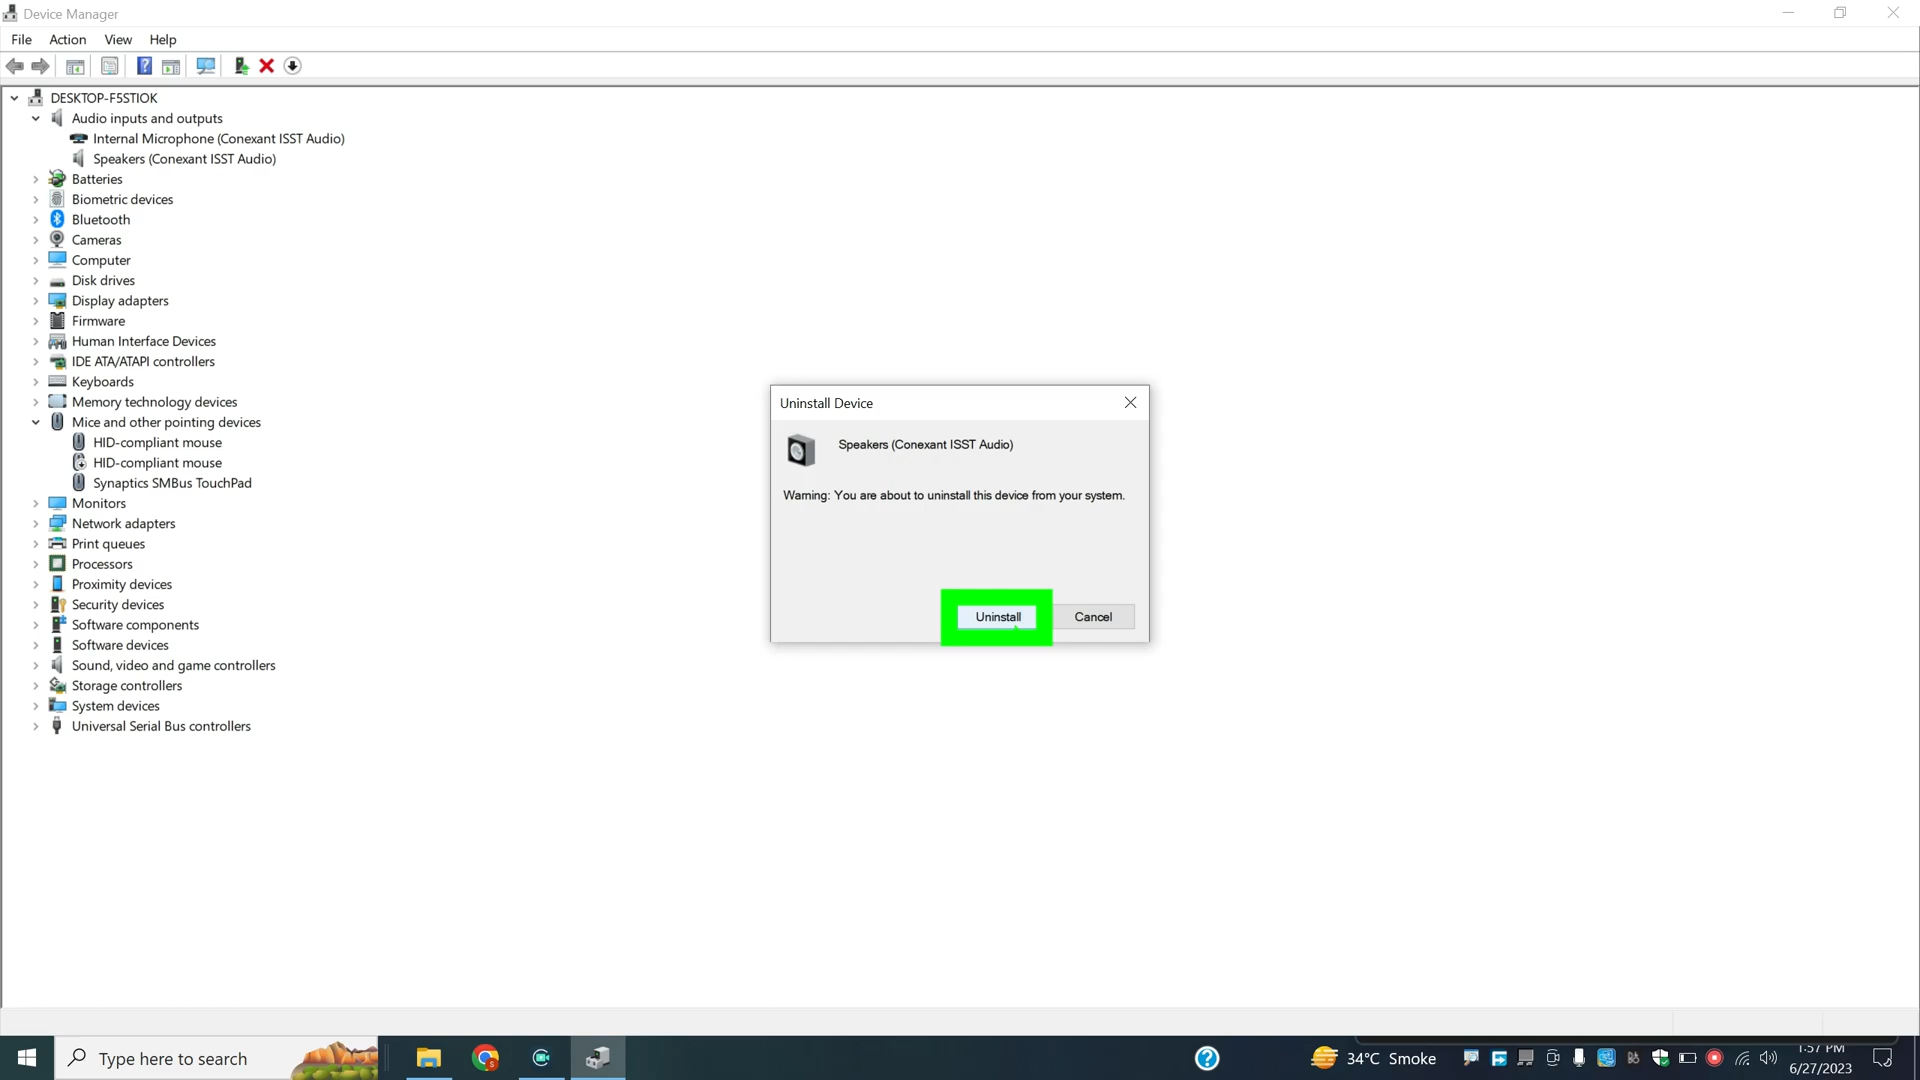 Device Manager
File Action View Help
DESKTOP-F5STIOK
Audio inputs and outputs
Internal Microphone (Conexant ISST Audio)
Speakers (Conexant ISST Audio)
Batteries
Biometric devices
Bluetooth
Cameras
Computer
Disk drives
Display adapters
Firmware
Human Interface Devices
IDE ATA/ATAPI controllers
Keyboards
Memory technology devices
Mice and other pointing devices
HID-compliant mouse
HID-compliant mouse
Synaptics SMBus TouchPad
Monitors
Network adapters
Print queues
Processors
Proximity devices
Security devices
Software components
Software devices
Sound, video and game controllers
Storage controllers
System devices
Universal Serial Bus controllers
Uninstall Device
Speakers (Conexant ISST Audio)
Warning: You are about to uninstall this device from your system.
Uninstall Cancel
Type here to search
34°C Smoke
1:57 PM
6/27/2023